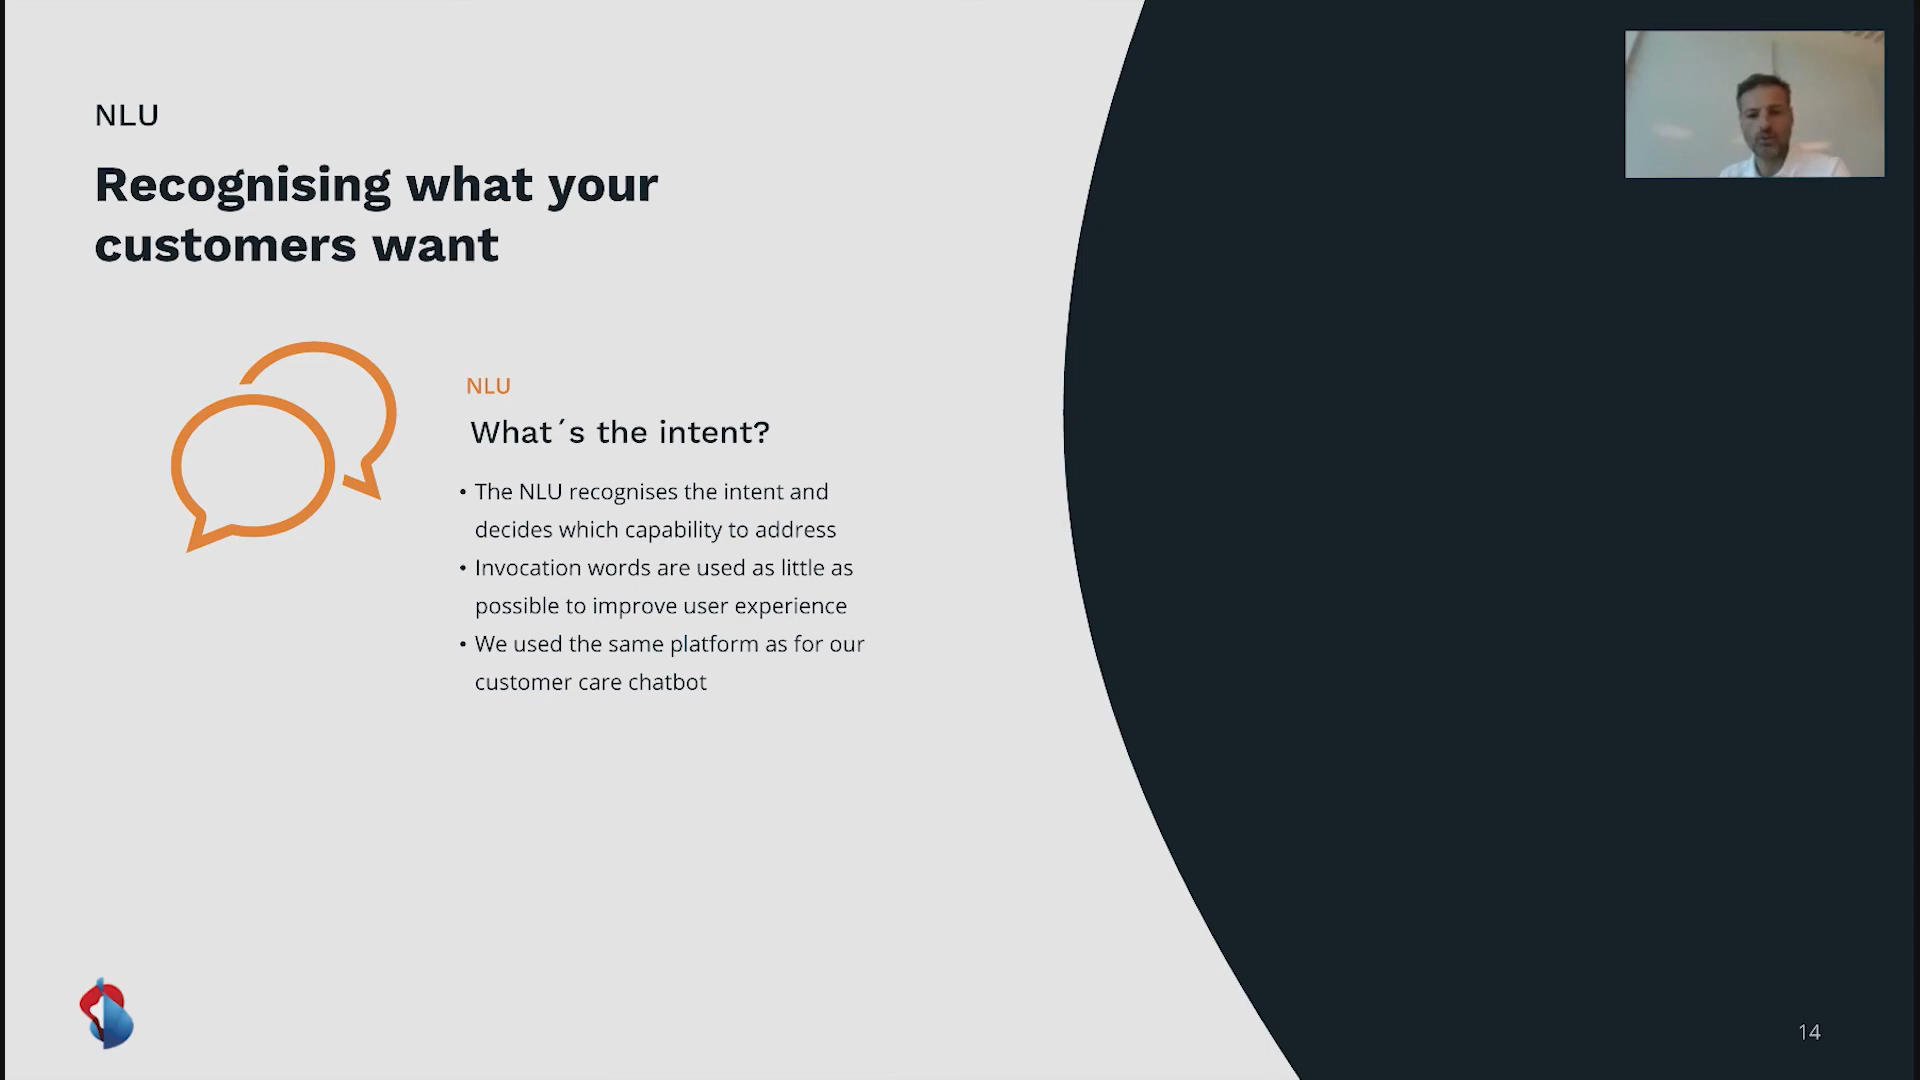 NLU
Recognising what your
customers want
NLU
What´s the intent?
• The NLU recognises the intent and
decides which capability to address
• Invocation words are used as little as
possible to improve user experience
• We used the same platform as for our
customer care chatbot
14